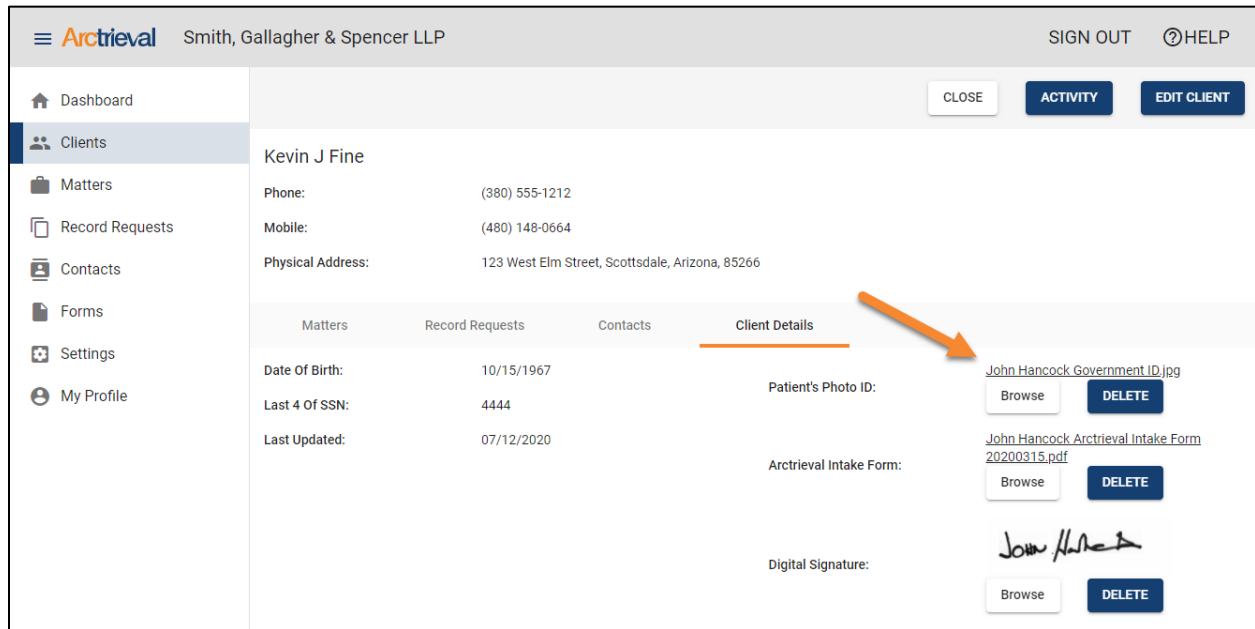 Arctrieval Smith, Gallagher & Spencer LLP SIGN OUT HELP
Dashboard
Clients
Matters
Record Requests
Contacts
Forms
Settings
My Profile
CLOSE ACTIVITY EDIT CLIENT
Kevin J Fine
Phone: (380) 555-1212
Mobile: (480) 148-0664
Physical Address: 123 West Elm Street, Scottsdale, Arizona, 85266
Matters Record Requests Contacts Client Details
Date Of Birth: 10/15/1967
Last 4 Of SSN: 4444
Last Updated: 07/12/2020
Patient's Photo ID:
John Hancock Government ID.jpg
Browse DELETE
Arctrieval Intake Form:
John Hancock Arctrieval Intake Form
20200315.pdf
Browse DELETE
Digital Signature:
John Hancock
Browse DELETE